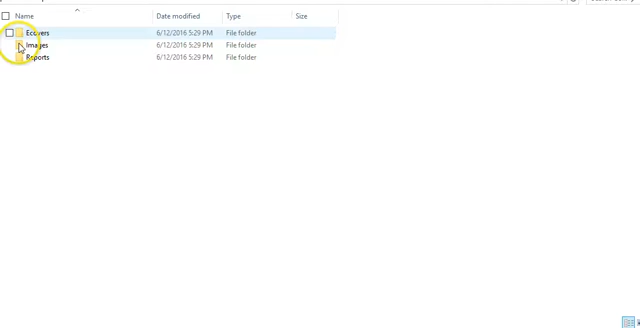 Name Date modified Type Size
Ecovers 6/12/2016 5:29 PM File folder
Images 6/12/2016 5:29 PM File folder
Reports 6/12/2016 5:29 PM File folder